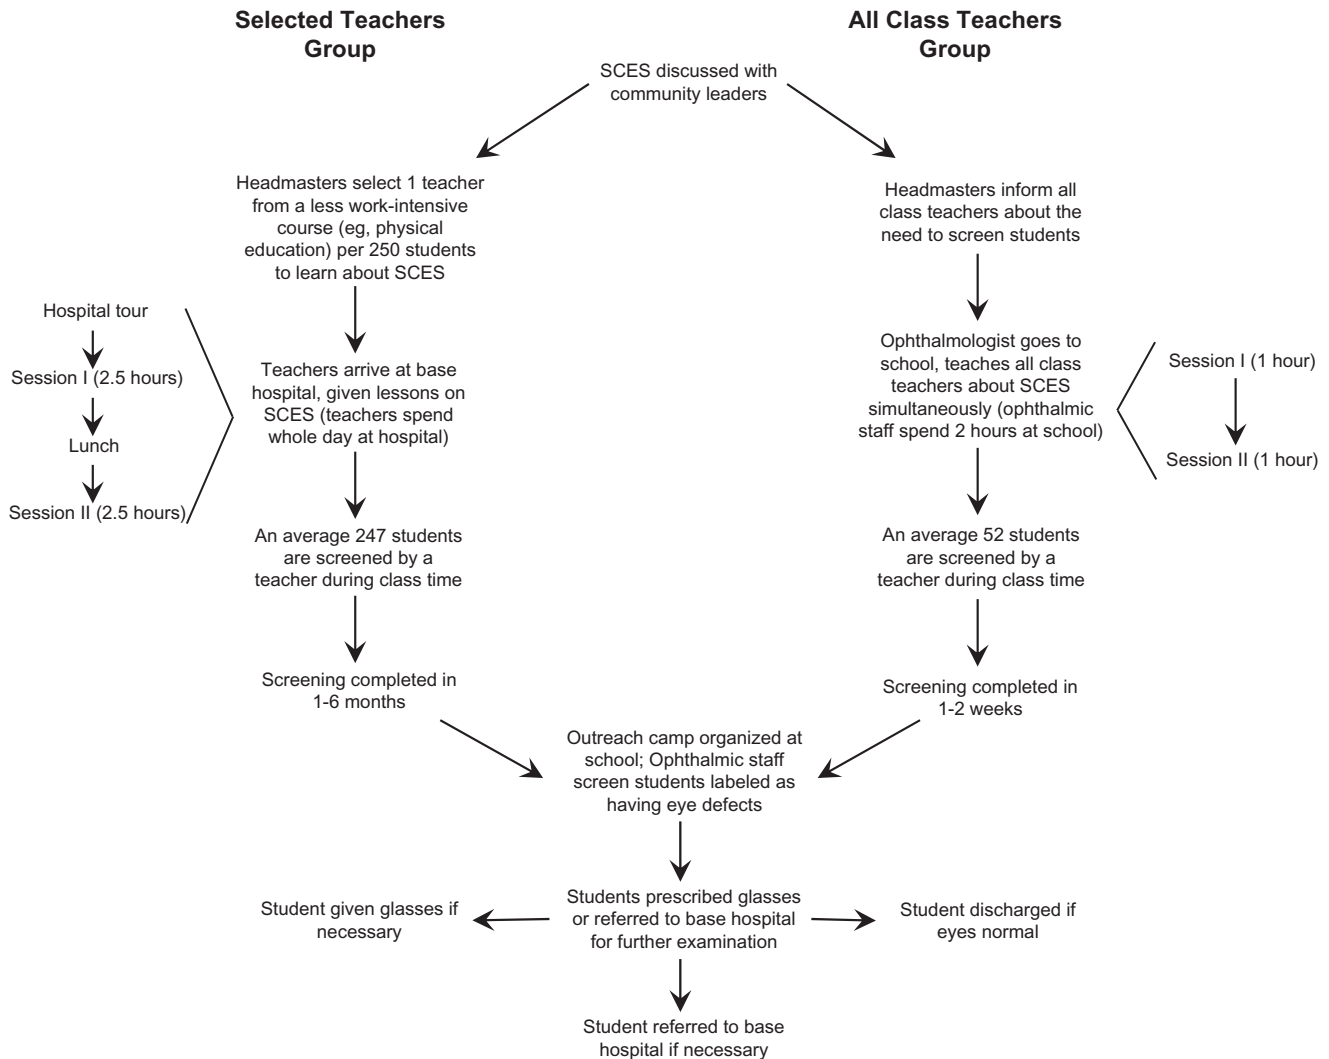 Selected Teachers
Group
All Class Teachers
Group
SCES discussed with
community leaders
Headmasters select 1 teacher
from a less work-intensive
course (eg, physical
education) per 250 students
to learn about SCES
Headmasters inform all
class teachers about the
need to screen students
Hospital tour
Session I (2.5 hours)
Lunch
Session II (2.5 hours)
Teachers arrive at base
hospital, given lessons on
SCES (teachers spend
whole day at hospital)
Ophthalmologist goes to
school, teaches all class
teachers about SCES
simultaneously (ophthalmic
staff spend 2 hours at school)
Session I (1 hour)
Session II (1 hour)
An average 247 students
are screened by a
teacher during class time
An average 52 students
are screened by a
teacher during class time
Screening completed in
1-6 months
Screening completed in
1-2 weeks
Outreach camp organized at
school; Ophthalmic staff
screen students labeled as
having eye defects
Student given glasses if
necessary
Students prescribed glasses
or referred to base hospital
for further examination
Student discharged if
eyes normal
Student referred to base
hospital if necessary